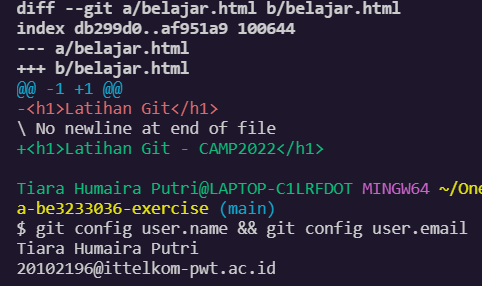 diff --git a/belajar.html b/belajar.html
index db299d0..af951a9 100644
--- a/belajar.html
+++ b/belajar.html
@@ -1 +1 @@
-<h1>Latihan Git</h1>
\ No newline at end of file
+<h1>Latihan Git - CAMP2022</h1>
Tiara Humaira Putri@LAPTOP-C1LRFDOT MINGW64 ~/One
a-be3233036-exercise (main)
$ git config user.name && git config user.email
Tiara Humaira Putri
20102196@ittelkom-pwt.ac.id